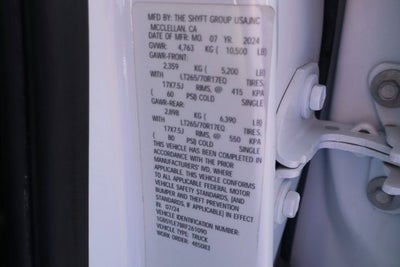 MFD BY: THE SHYFT GROUP USA,INC
MCCLELLAN, CA
DATE OF MFR: MO. 07 YR. 2024
GVWR: 4,763 KG ( 10,500 LB)
GAWR-FRONT:
2,359 KG ( 5,200 LB)
WITH LT265/70R17EQ TIRES,
17X7.5J RIMS, @ 415 KPA
( 60 PSI) COLD SINGLE
GAWR-REAR:
2,898 KG ( 6,390 LB)
WITH LT265/70R17EQ TIRES,
17X7.5J RIMS, @ 550 KPA
( 80 PSI) COLD SINGLE
THIS VEHICLE HAS BEEN COMPLETED IN
ACCORDANCE WITH THE PRIOR
MANUFACTURERS' IVD. WHERE
APPLICABLE. THIS VEHICLE CONFORMS
TO ALL APPLICABLE FEDERAL MOTOR
VEHICLE SAFETY STANDARDS, [AND
BUMPER AND THEFT PREVENTION
STANDARDS, IF APPLICABLE] IN EFFECT
IN. 07/24
VEHICLE IDENTIFICATION NUMBER:
VEHICLE TYPE: TRUCK
WORK ORDER: